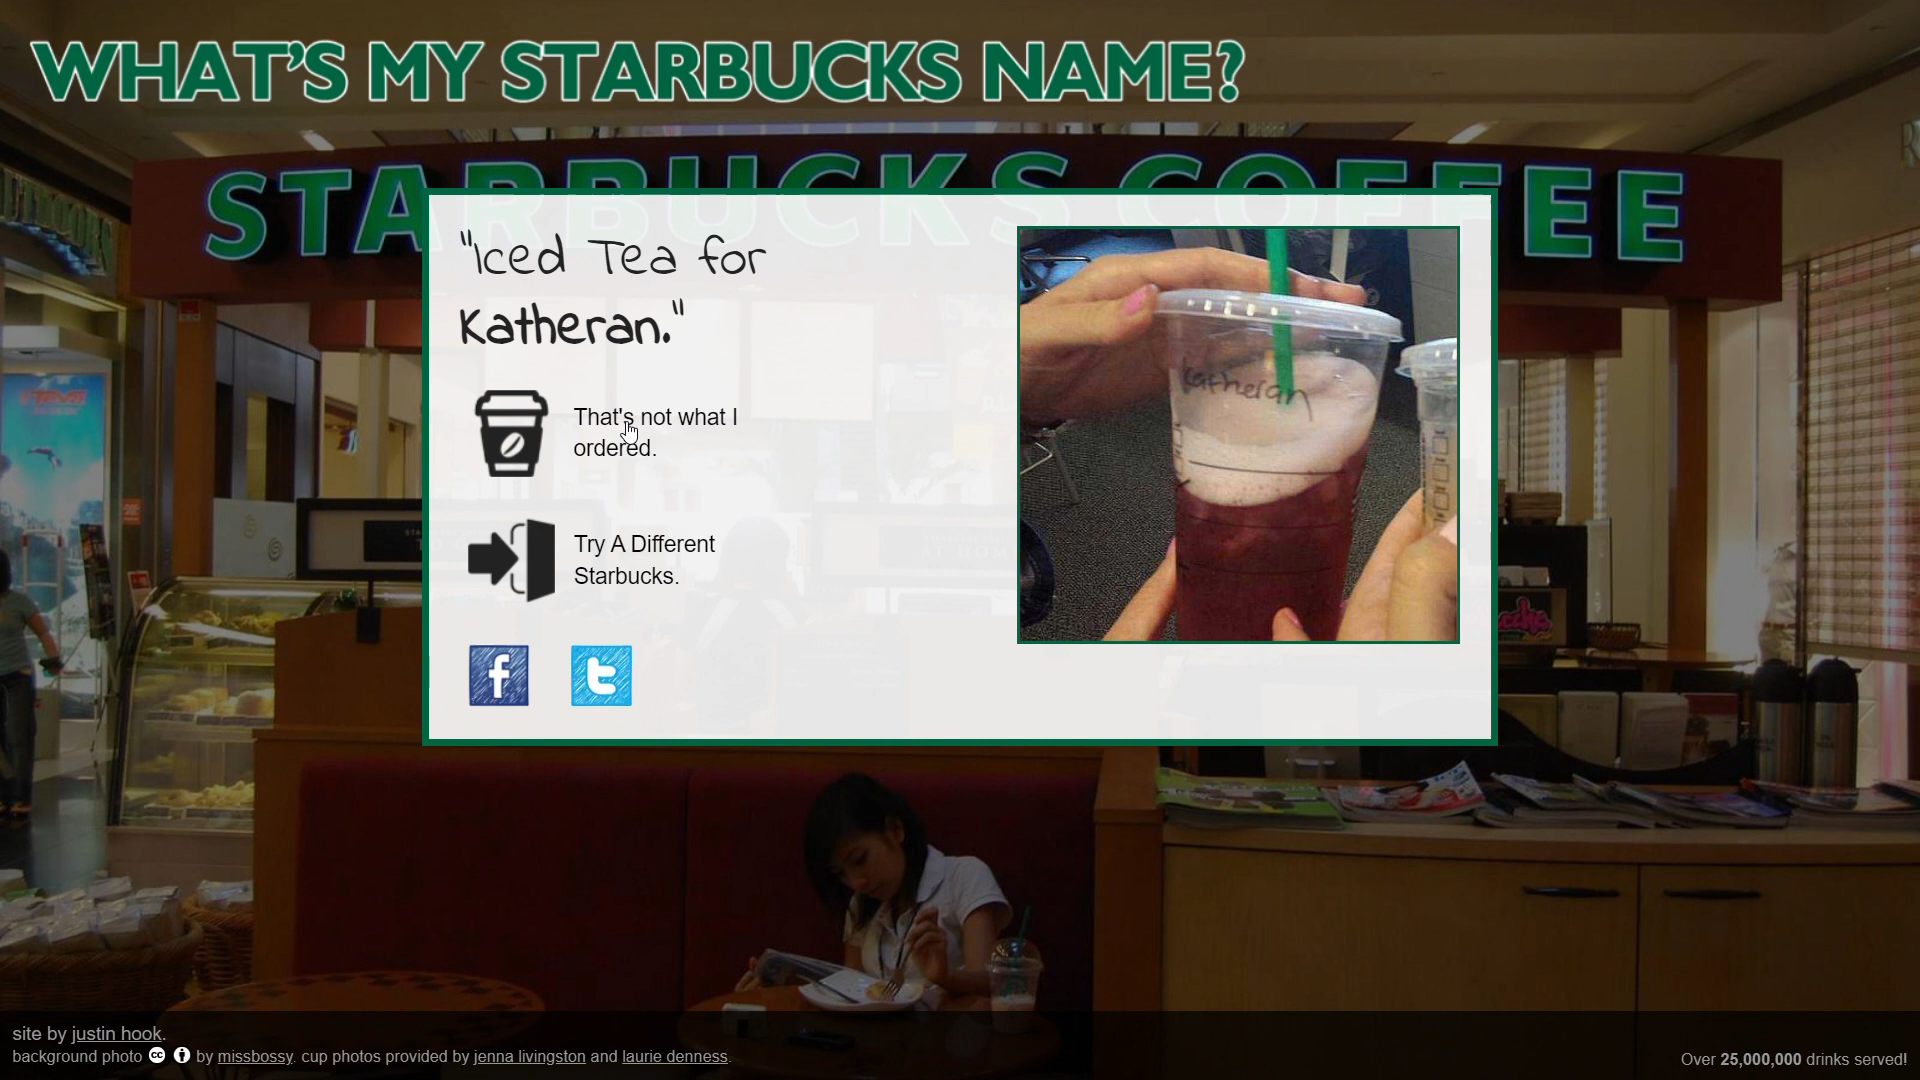 WHAT'S MY STARBUCKS NAME?
STARBUCKS COFFEE
"Iced Tea for
Katheran."
katheran
That's not what I
ordered.
Try A Different
Starbucks.
site by justin hook.
background photo by missbossy. cup photos provided by jenna livingston and laurie denness.
Over 25,000,000 drinks served!